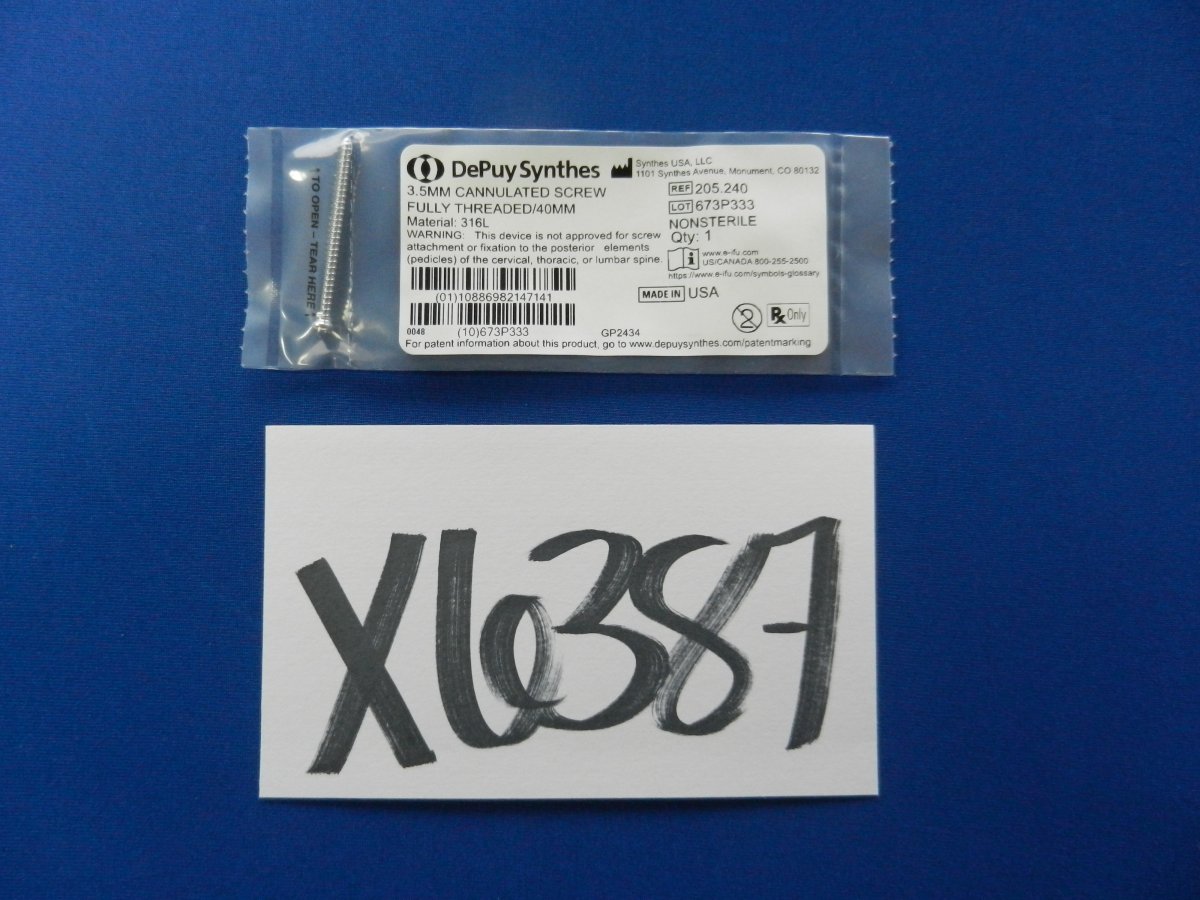 ↑ TO OPEN – TEAR HERE ↑
DePuy Synthes
Synthes USA, LLC
1101 Synthes Avenue, Monument, CO 80132
3.5MM CANNULATED SCREW
FULLY THREADED/40MM
Material: 316L
WARNING: This device is not approved for screw
attachment or fixation to the posterior elements
(pedicles) of the cervical, thoracic, or lumbar spine.
REF 205.240
LOT 673P333
NONSTERILE
Qty: 1
i www.e-ifu.com
US/CANADA 800-255-2500
https://www.e-ifu.com/symbols-glossary
(01)10886982147141
MADE IN USA
(10)673P333
0048
GP2434
2
Rx Only
For patent information about this product, go to www.depuysynthes.com/patentmarking
X6387